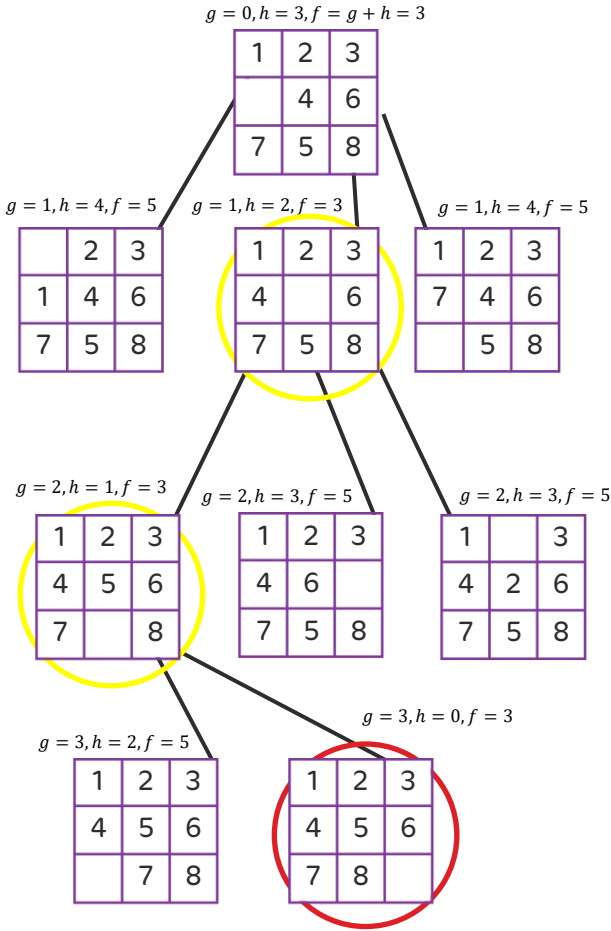 g = 0, h = 3, f = g + h = 3
1 2 3
4 6
7 5 8
g = 1, h = 4, f = 5
2 3
1 4 6
7 5 8
g = 1, h = 2, f = 3
1 2 3
4 6
7 5 8
g = 1, h = 4, f = 5
1 2 3
7 4 6
5 8
g = 2, h = 1, f = 3
1 2 3
4 5 6
7 8
g = 2, h = 3, f = 5
1 2 3
4 6
7 5 8
g = 2, h = 3, f = 5
1 3
4 2 6
7 5 8
g = 3, h = 2, f = 5
1 2 3
4 5 6
7 8
g = 3, h = 0, f = 3
1 2 3
4 5 6
7 8